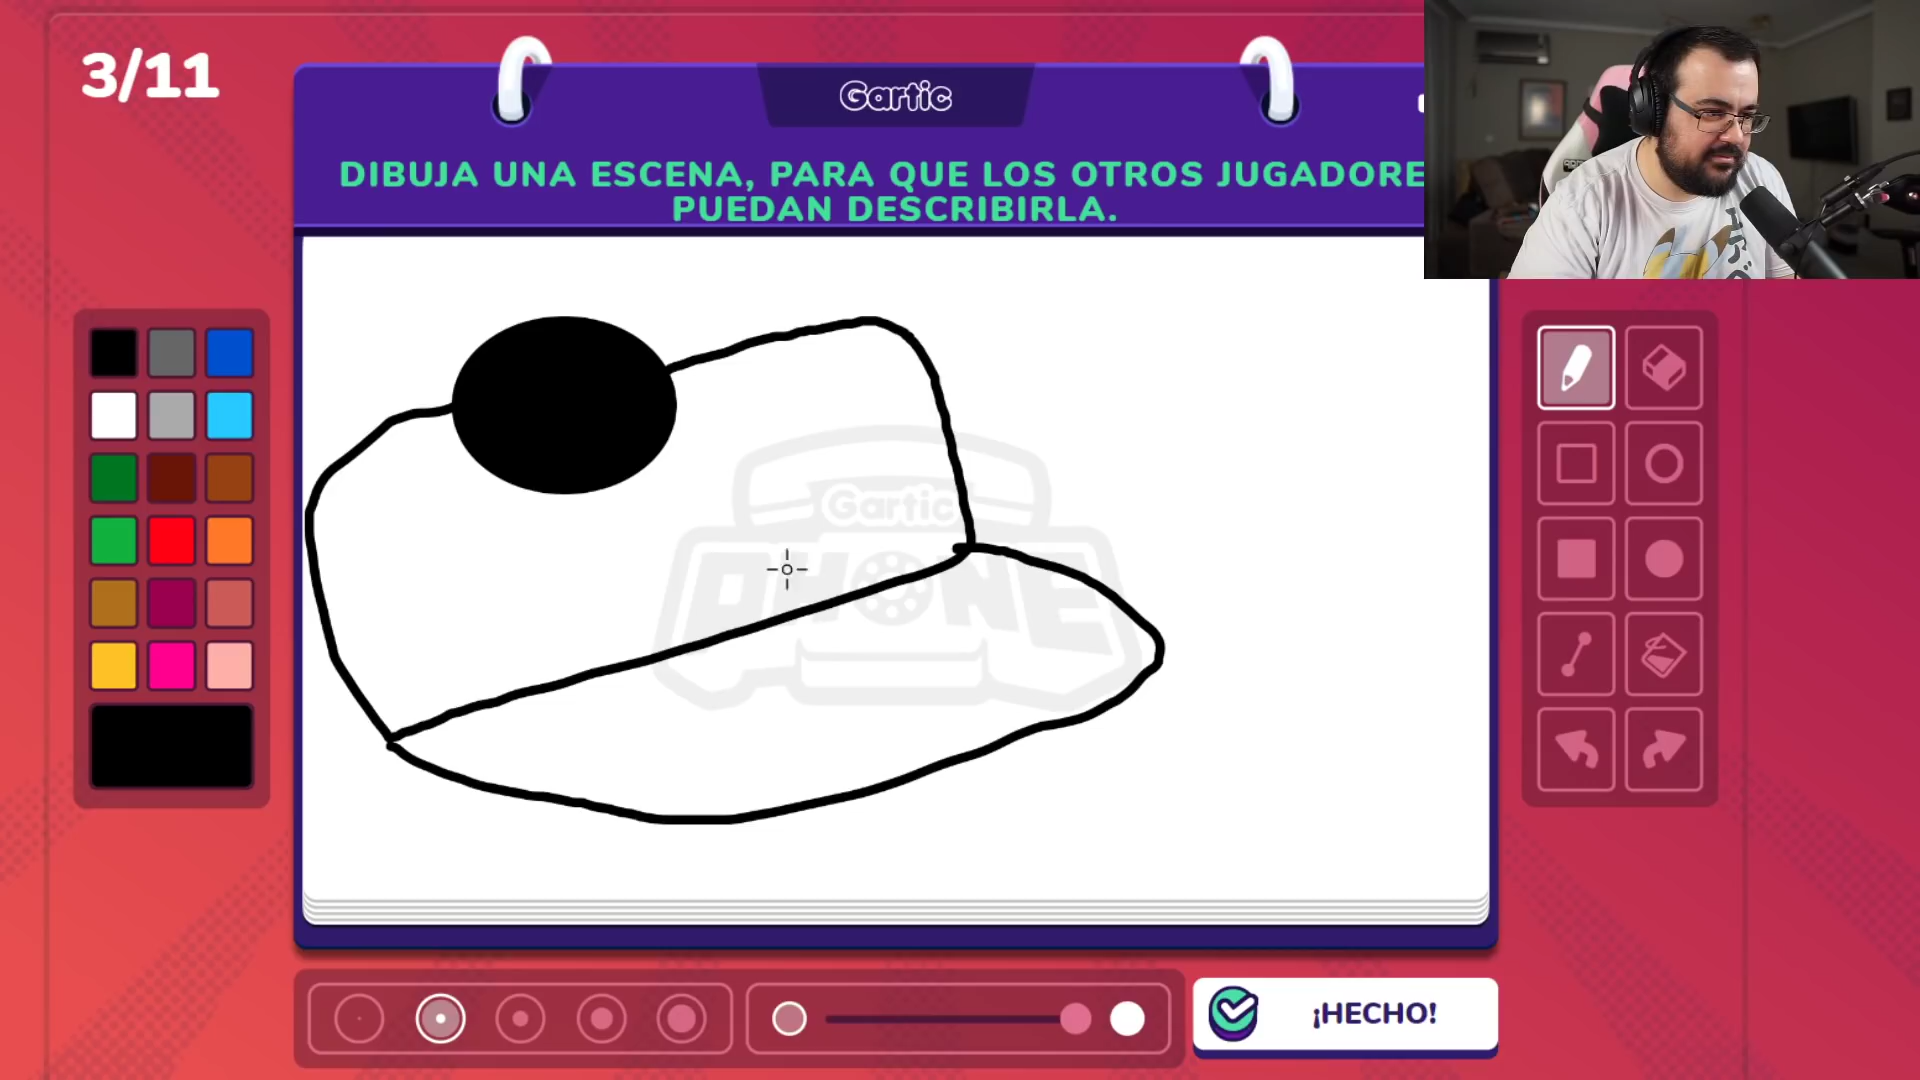 3/11
Gartic
DIBUJA UNA ESCENA, PARA QUE LOS OTROS JUGADORE
PUEDAN DESCRIBIRLA.
Gartic
PHONE
¡HECHO!